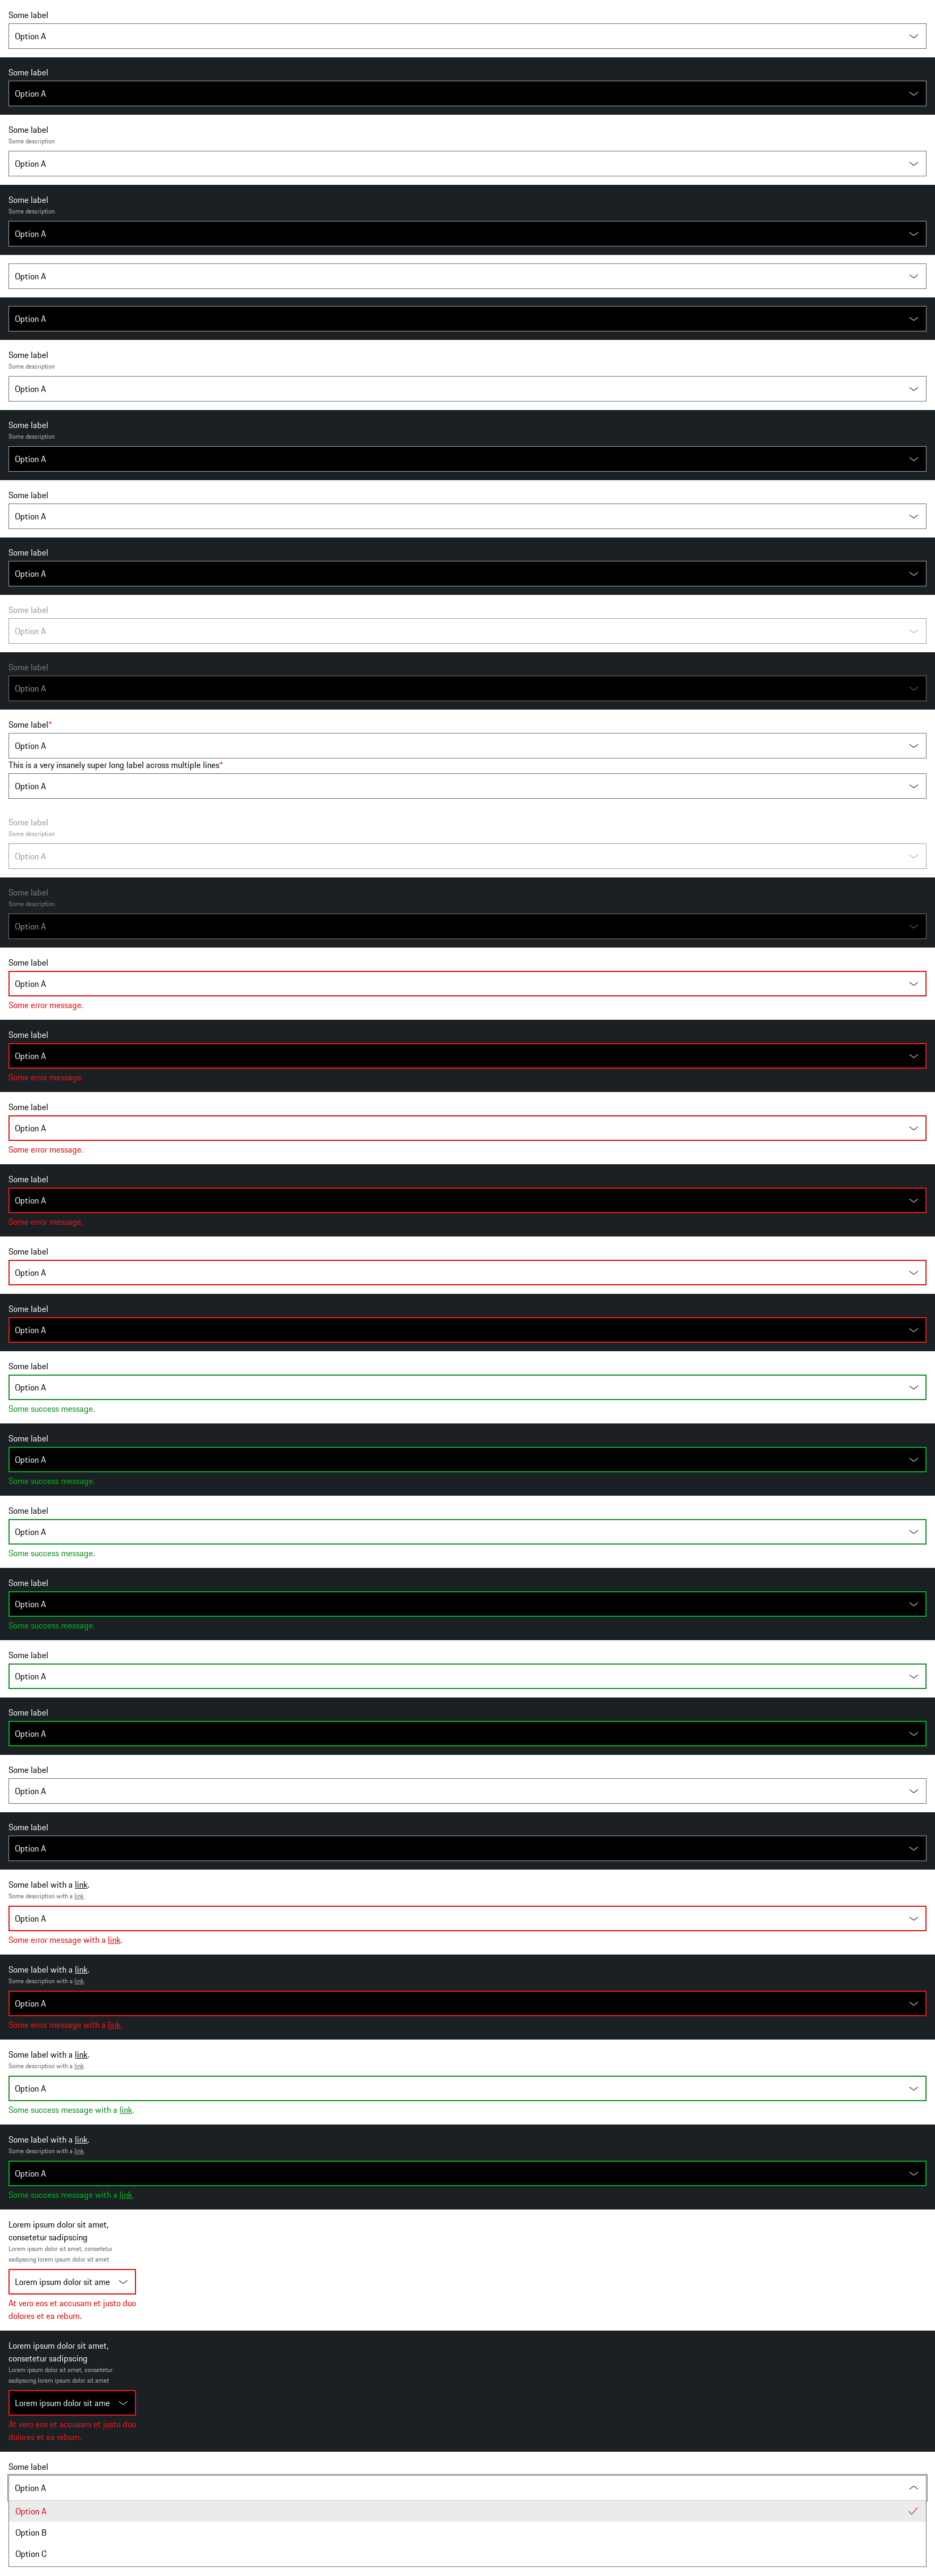 Some label
Option A
Some label
Option A
Some label
Some description
Option A
Some label
Some description
Option A
Option A
Option A
Some label
Some description
Option A
Some label
Some description
Option A
Some label
Option A
Some label
Option A
Some label
Option A
Some label
Option A
Some label*
Option A
This is a very insanely super long label across multiple lines*
Option A
Some label
Some description
Option A
Some label
Some description
Option A
Some label
Option A
Some error message.
Some label
Option A
Some error message.
Some label
Option A
Some error message.
Some label
Option A
Some error message.
Some label
Option A
Some label
Option A
Some label
Option A
Some success message.
Some label
Option A
Some success message.
Some label
Option A
Some success message.
Some label
Option A
Some success message.
Some label
Option A
Some label
Option A
Some label
Option A
Some label
Option A
Some label with a link.
Some description with a link.
Option A
Some error message with a link.
Some label with a link.
Some description with a link.
Option A
Some error message with a link.
Some label with a link.
Some description with a link.
Option A
Some success message with a link.
Some label with a link.
Some description with a link.
Option A
Some success message with a link.
Lorem ipsum dolor sit amet,
consetetur sadipscing
Lorem ipsum dolor sit amet, consetetur
sadipscing lorem ipsum dolor sit amet
Lorem ipsum dolor sit ame
At vero eos et accusam et justo duo
dolores et ea rebum.
Lorem ipsum dolor sit amet,
consetetur sadipscing
Lorem ipsum dolor sit amet, consetetur
sadipscing lorem ipsum dolor sit amet
Lorem ipsum dolor sit ame
At vero eos et accusam et justo duo
dolores et ea rebum.
Some label
Option A
Option A
Option B
Option C